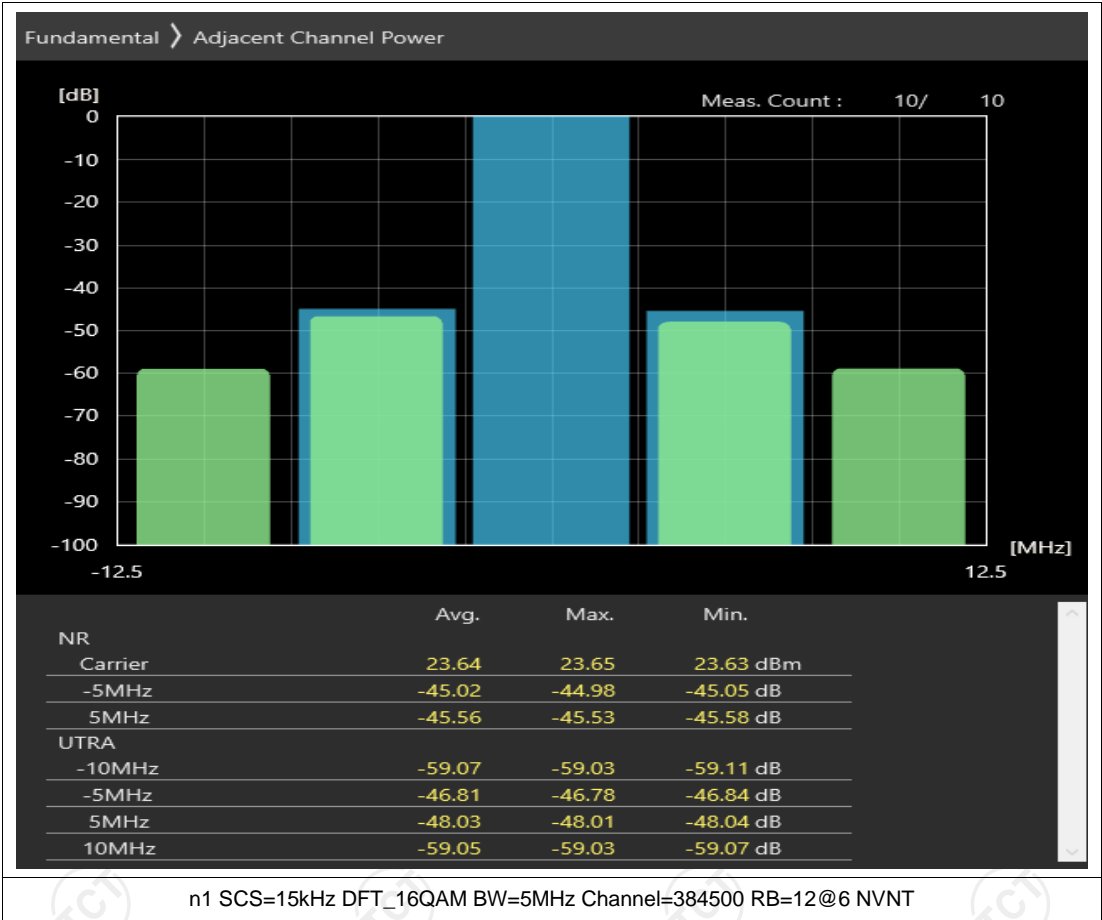 Fundamental ❯ Adjacent Channel Power
[dB]
Meas. Count : 10/ 10
0
-10
-20
-30
-40
-50
-60
-70
-80
-90
-100
[MHz]
-12.5 12.5
Avg. Max. Min.
NR
Carrier 23.64 23.65 23.63 dBm
-5MHz -45.02 -44.98 -45.05 dB
5MHz -45.56 -45.53 -45.58 dB
UTRA
-10MHz -59.07 -59.03 -59.11 dB
-5MHz -46.81 -46.78 -46.84 dB
5MHz -48.03 -48.01 -48.04 dB
10MHz -59.05 -59.03 -59.07 dB
n1 SCS=15kHz DFT_16QAM BW=5MHz Channel=384500 RB=12@6 NVNT
TCT TCT TCT TCT